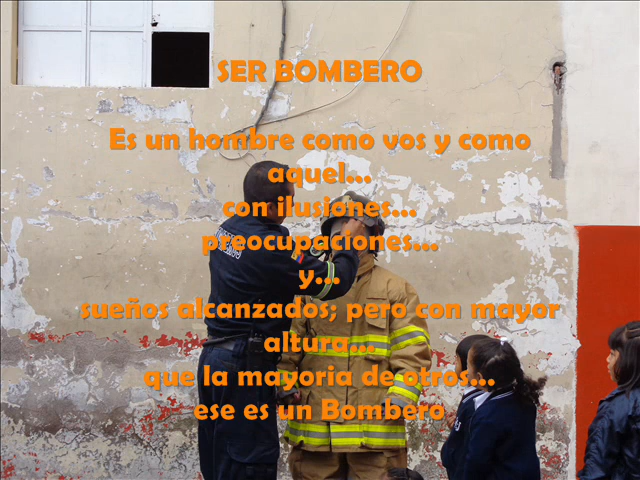 SER BOMBERO
Es un hombre como vos y como
aquel...
con ilusiones...
preocupaciones...
y...
sueños alcanzados; pero con mayor
altura...
que la mayoria de otros...
ese es un Bombero